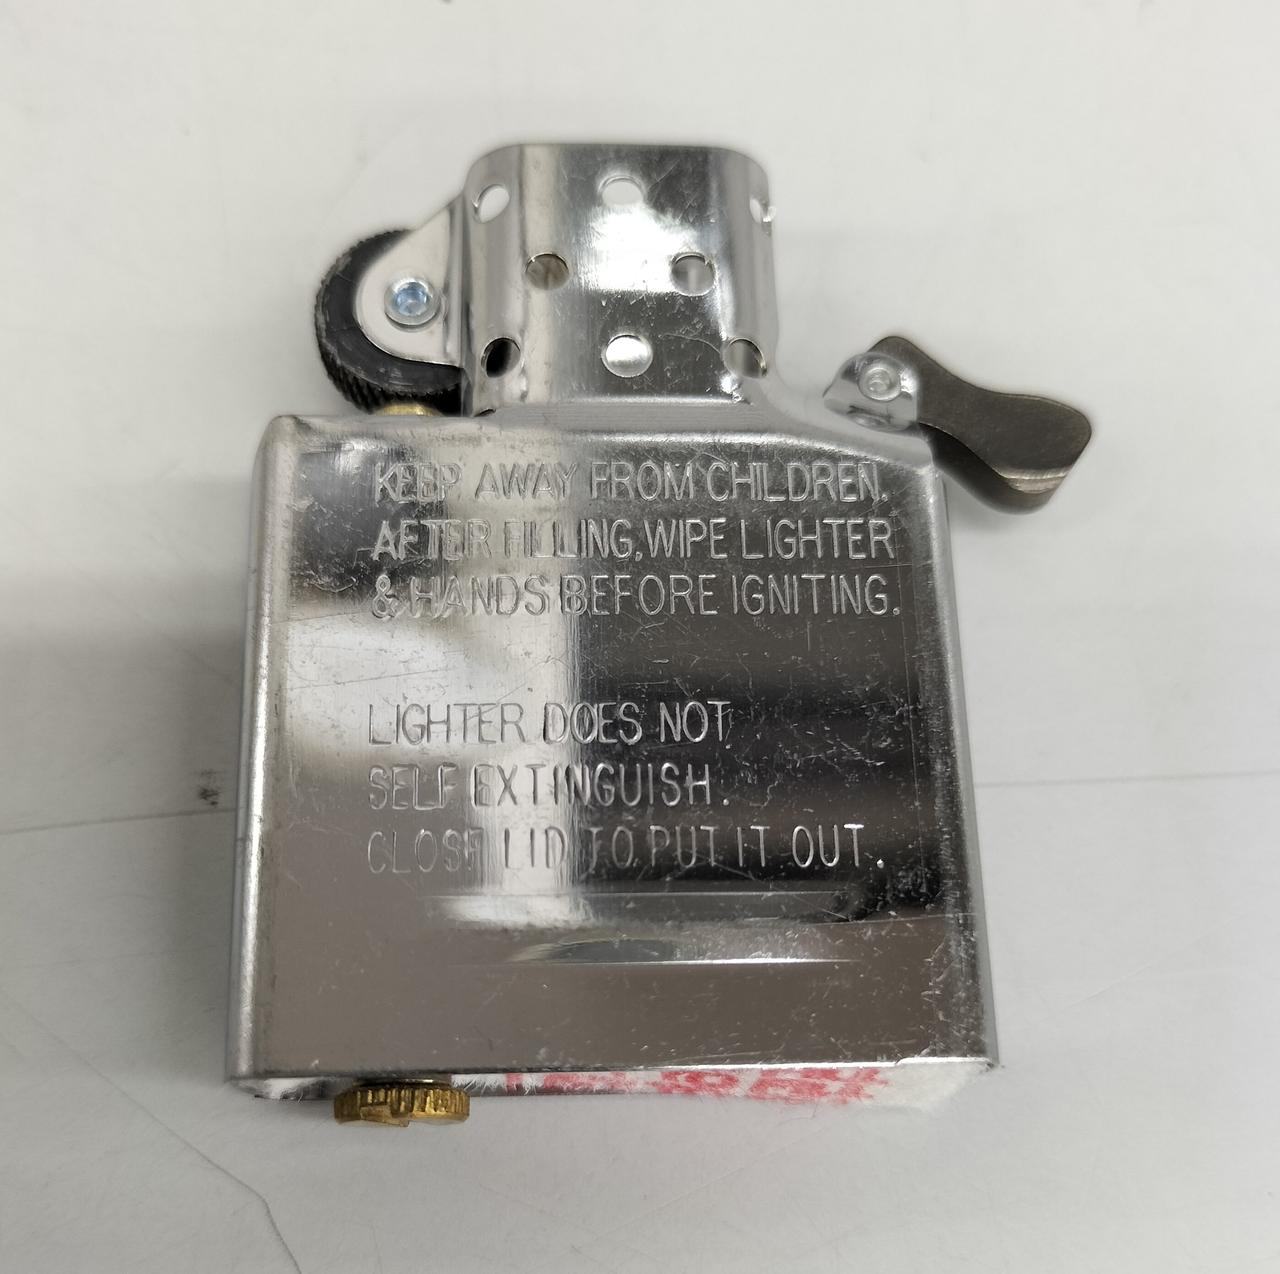 KEEP AWAY FROM CHILDREN.
AFTER FILLING, WIPE LIGHTER
& HANDS BEFORE IGNITING.
LIGHTER DOES NOT
SELF EXTINGUISH.
CLOSE LID TO PUT IT OUT.